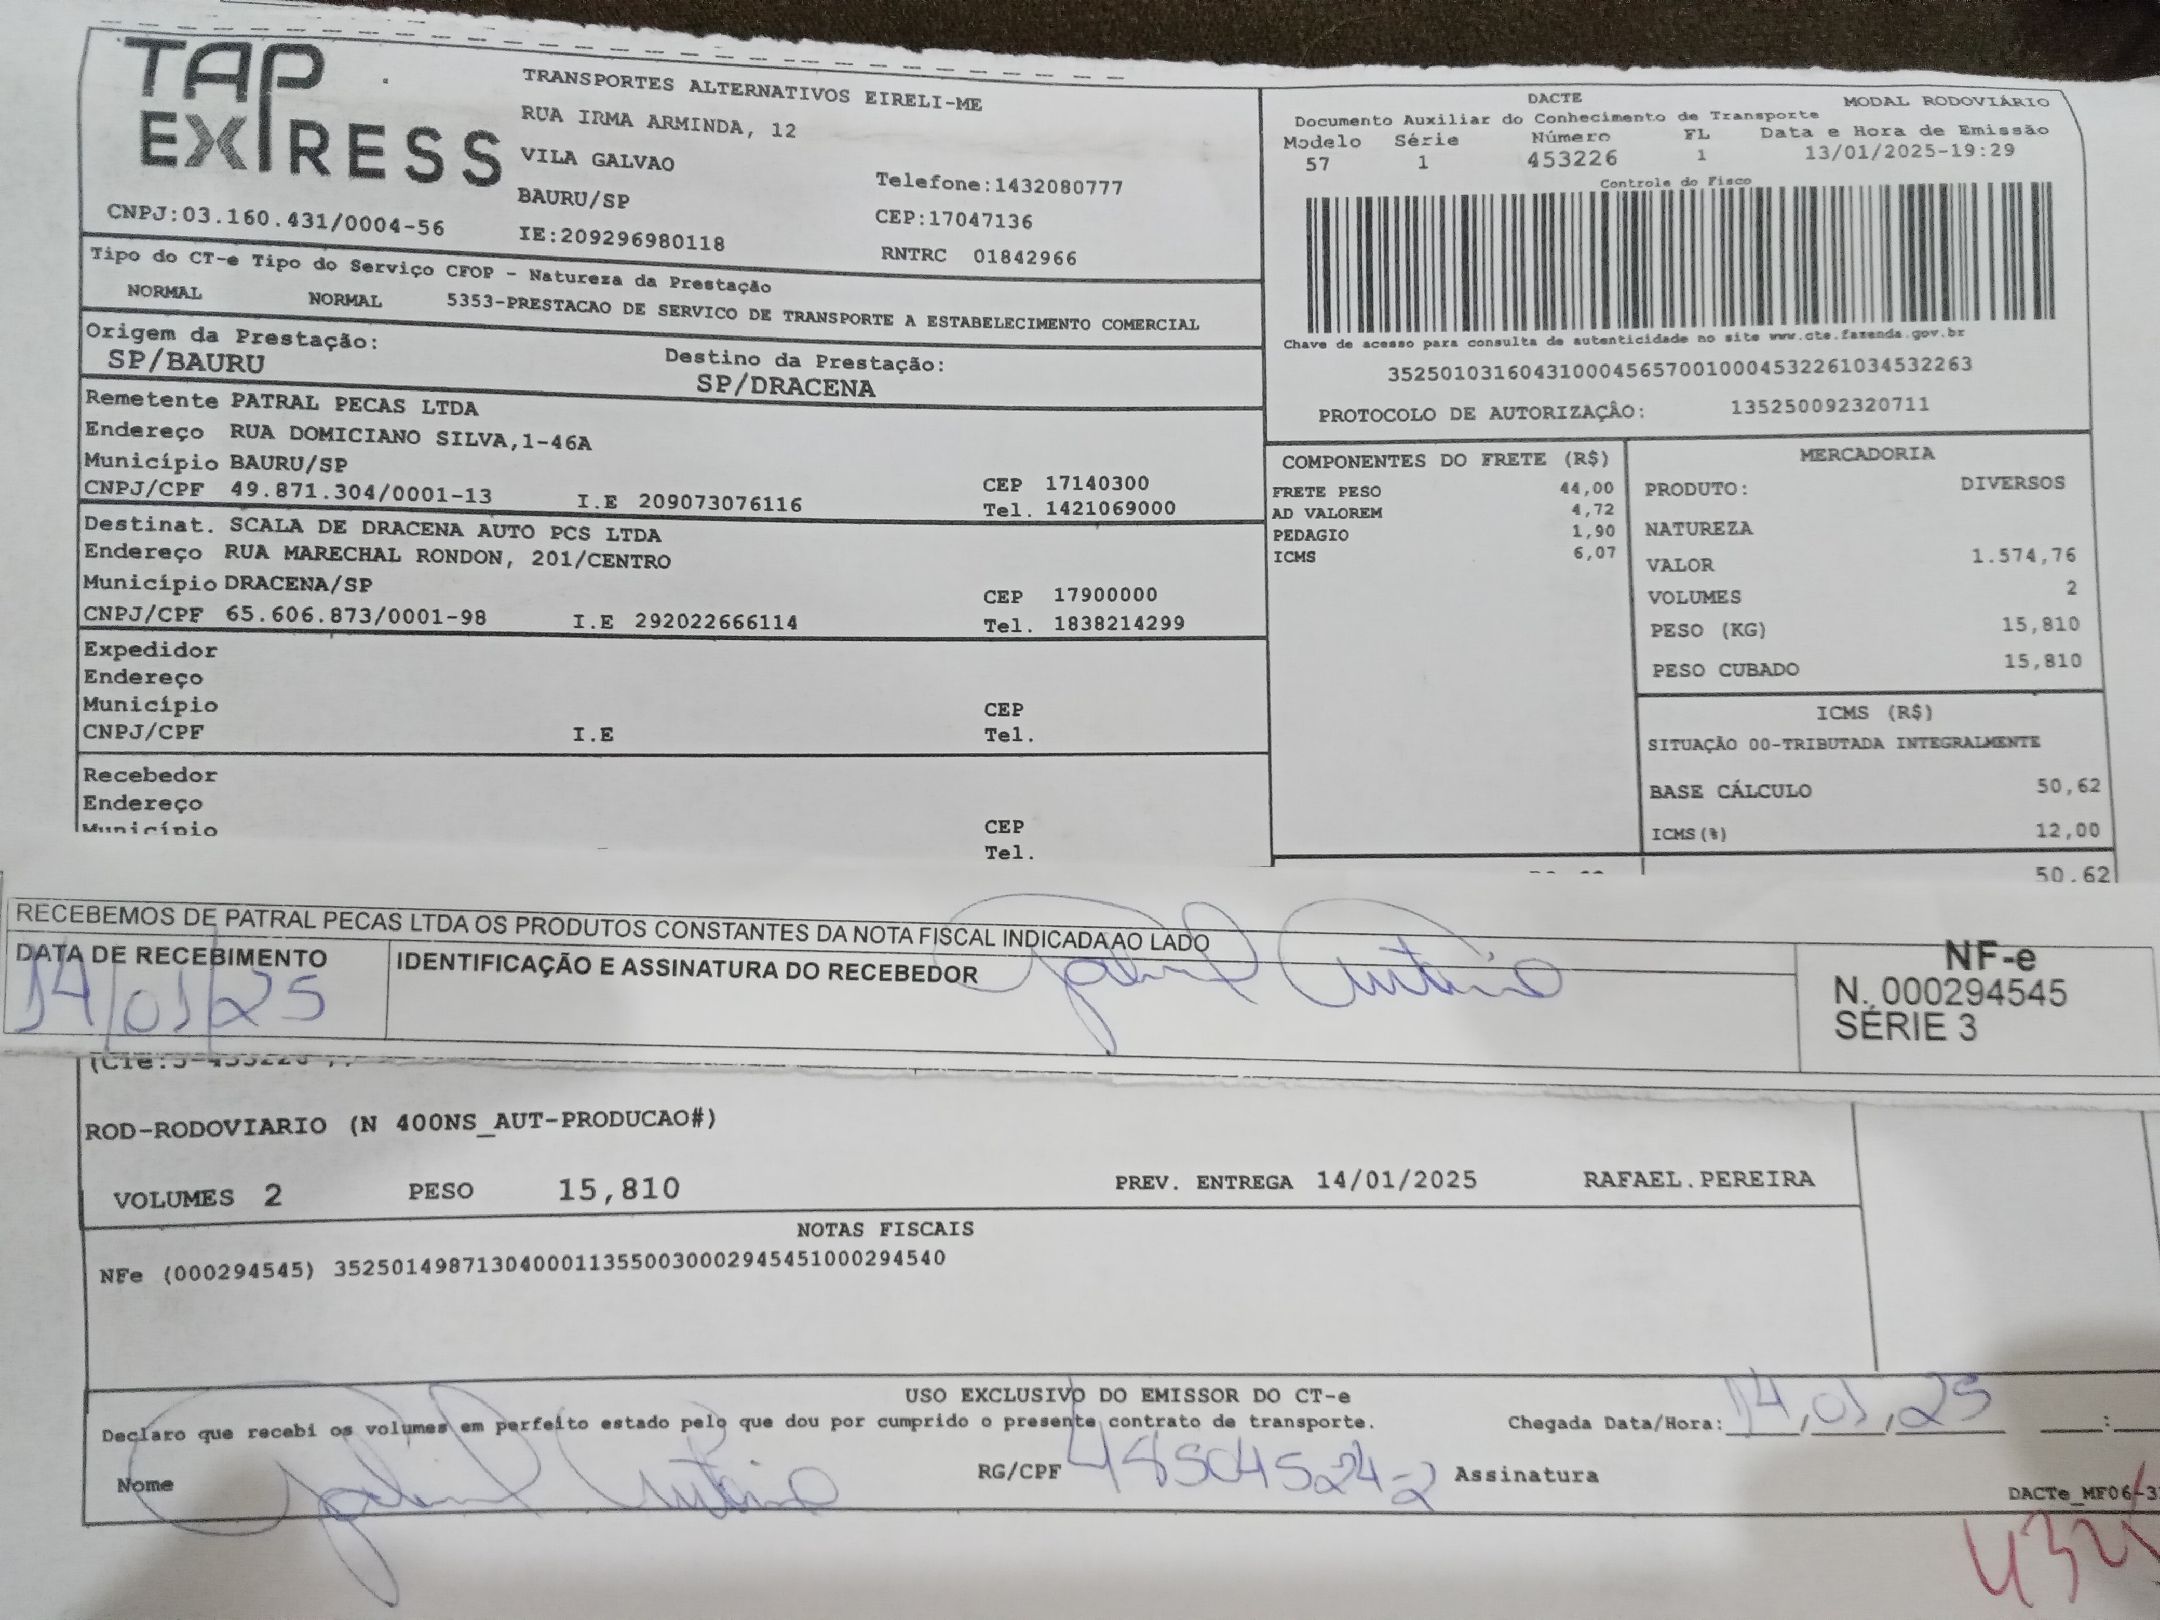 TAP EXPRESS
CNPJ:03.160.431/0004-56
TRANSPORTES ALTERNATIVOS EIRELI-ME
RUA IRMA ARMINDA, 12
VILA GALVAO
BAURU/SP
IE:209296980118
Telefone:1432080777
CEP:17047136
RNTRC 01842966
DACTE MODAL RODOVIÁRIO
Documento Auxiliar do Conhecimento de Transporte
Modelo Série Número FL Data e Hora de Emissão
57 1 453226 1 13/01/2025-19:29
Controle do Fisco
Chave de acesso para consulta de autenticidade no site www.cte.fazenda.gov.br
35250103160431000456570010004532261034532263
PROTOCOLO DE AUTORIZAÇÂO: 135250092320711
Tipo do CT-e Tipo do Serviço CFOP - Natureza da Prestação
NORMAL NORMAL 5353-PRESTACAO DE SERVICO DE TRANSPORTE A ESTABELECIMENTO COMERCIAL
Origem da Prestação: Destino da Prestação:
SP/BAURU SP/DRACENA
Remetente PATRAL PECAS LTDA
Endereço RUA DOMICIANO SILVA,1-46A
Município BAURU/SP CEP 17140300
CNPJ/CPF 49.871.304/0001-13 I.E 209073076116 Tel. 1421069000
Destinat. SCALA DE DRACENA AUTO PCS LTDA
Endereço RUA MARECHAL RONDON, 201/CENTRO
Município DRACENA/SP CEP 17900000
CNPJ/CPF 65.606.873/0001-98 I.E 292022666114 Tel. 1838214299
Expedidor
Endereço
Município CEP
CNPJ/CPF I.E Tel.
Recebedor
Endereço
Município CEP
Tel.
COMPONENTES DO FRETE (R$)
FRETE PESO 44,00
AD VALOREM 4,72
PEDAGIO 1,90
ICMS 6,07
MERCADORIA
PRODUTO: DIVERSOS
NATUREZA
VALOR 1.574,76
VOLUMES 2
PESO (KG) 15,810
PESO CUBADO 15,810
ICMS (R$)
SITUAÇÃO 00-TRIBUTADA INTEGRALMENTE
BASE CÁLCULO 50,62
ICMS(%) 12,00
50.62
RECEBEMOS DE PATRAL PECAS LTDA OS PRODUTOS CONSTANTES DA NOTA FISCAL INDICADA AO LADO
DATA DE RECEBIMENTO IDENTIFICAÇÃO E ASSINATURA DO RECEBEDOR
14/01/25
NF-e
N. 000294545
SÉRIE 3
ROD-RODOVIARIO (N 400NS_AUT-PRODUCAO#)
VOLUMES 2 PESO 15,810 PREV. ENTREGA 14/01/2025 RAFAEL.PEREIRA
NOTAS FISCAIS
NFe (000294545) 35250149871304000113550030002945451000294540
USO EXCLUSIVO DO EMISSOR DO CT-e
Declaro que recebi os volumes em perfeito estado pelo que dou por cumprido o presente contrato de transporte. Chegada Data/Hora: 14,01,25 :
Nome RG/CPF 48504524-2 Assinatura